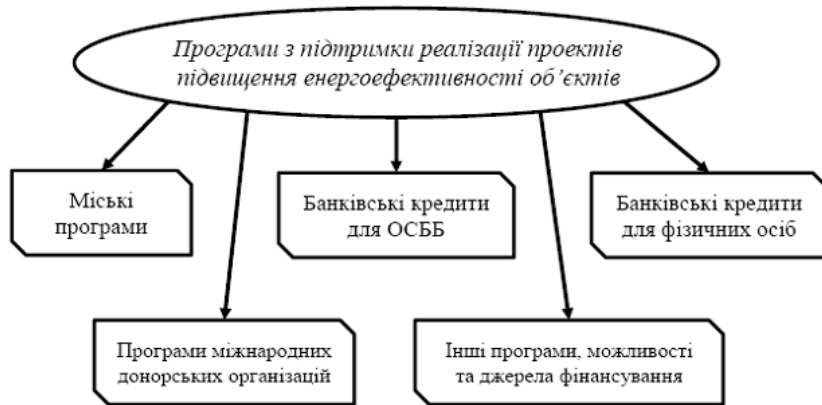 Програми з підтримки реалізації проектів
підвищення енергоефективності об’єктів
Міські
програми
Банківські кредити
для ОСББ
Банківські кредити
для фізичних осіб
Програми міжнародних
донорських організацій
Інші програми, можливості
та джерела фінансування